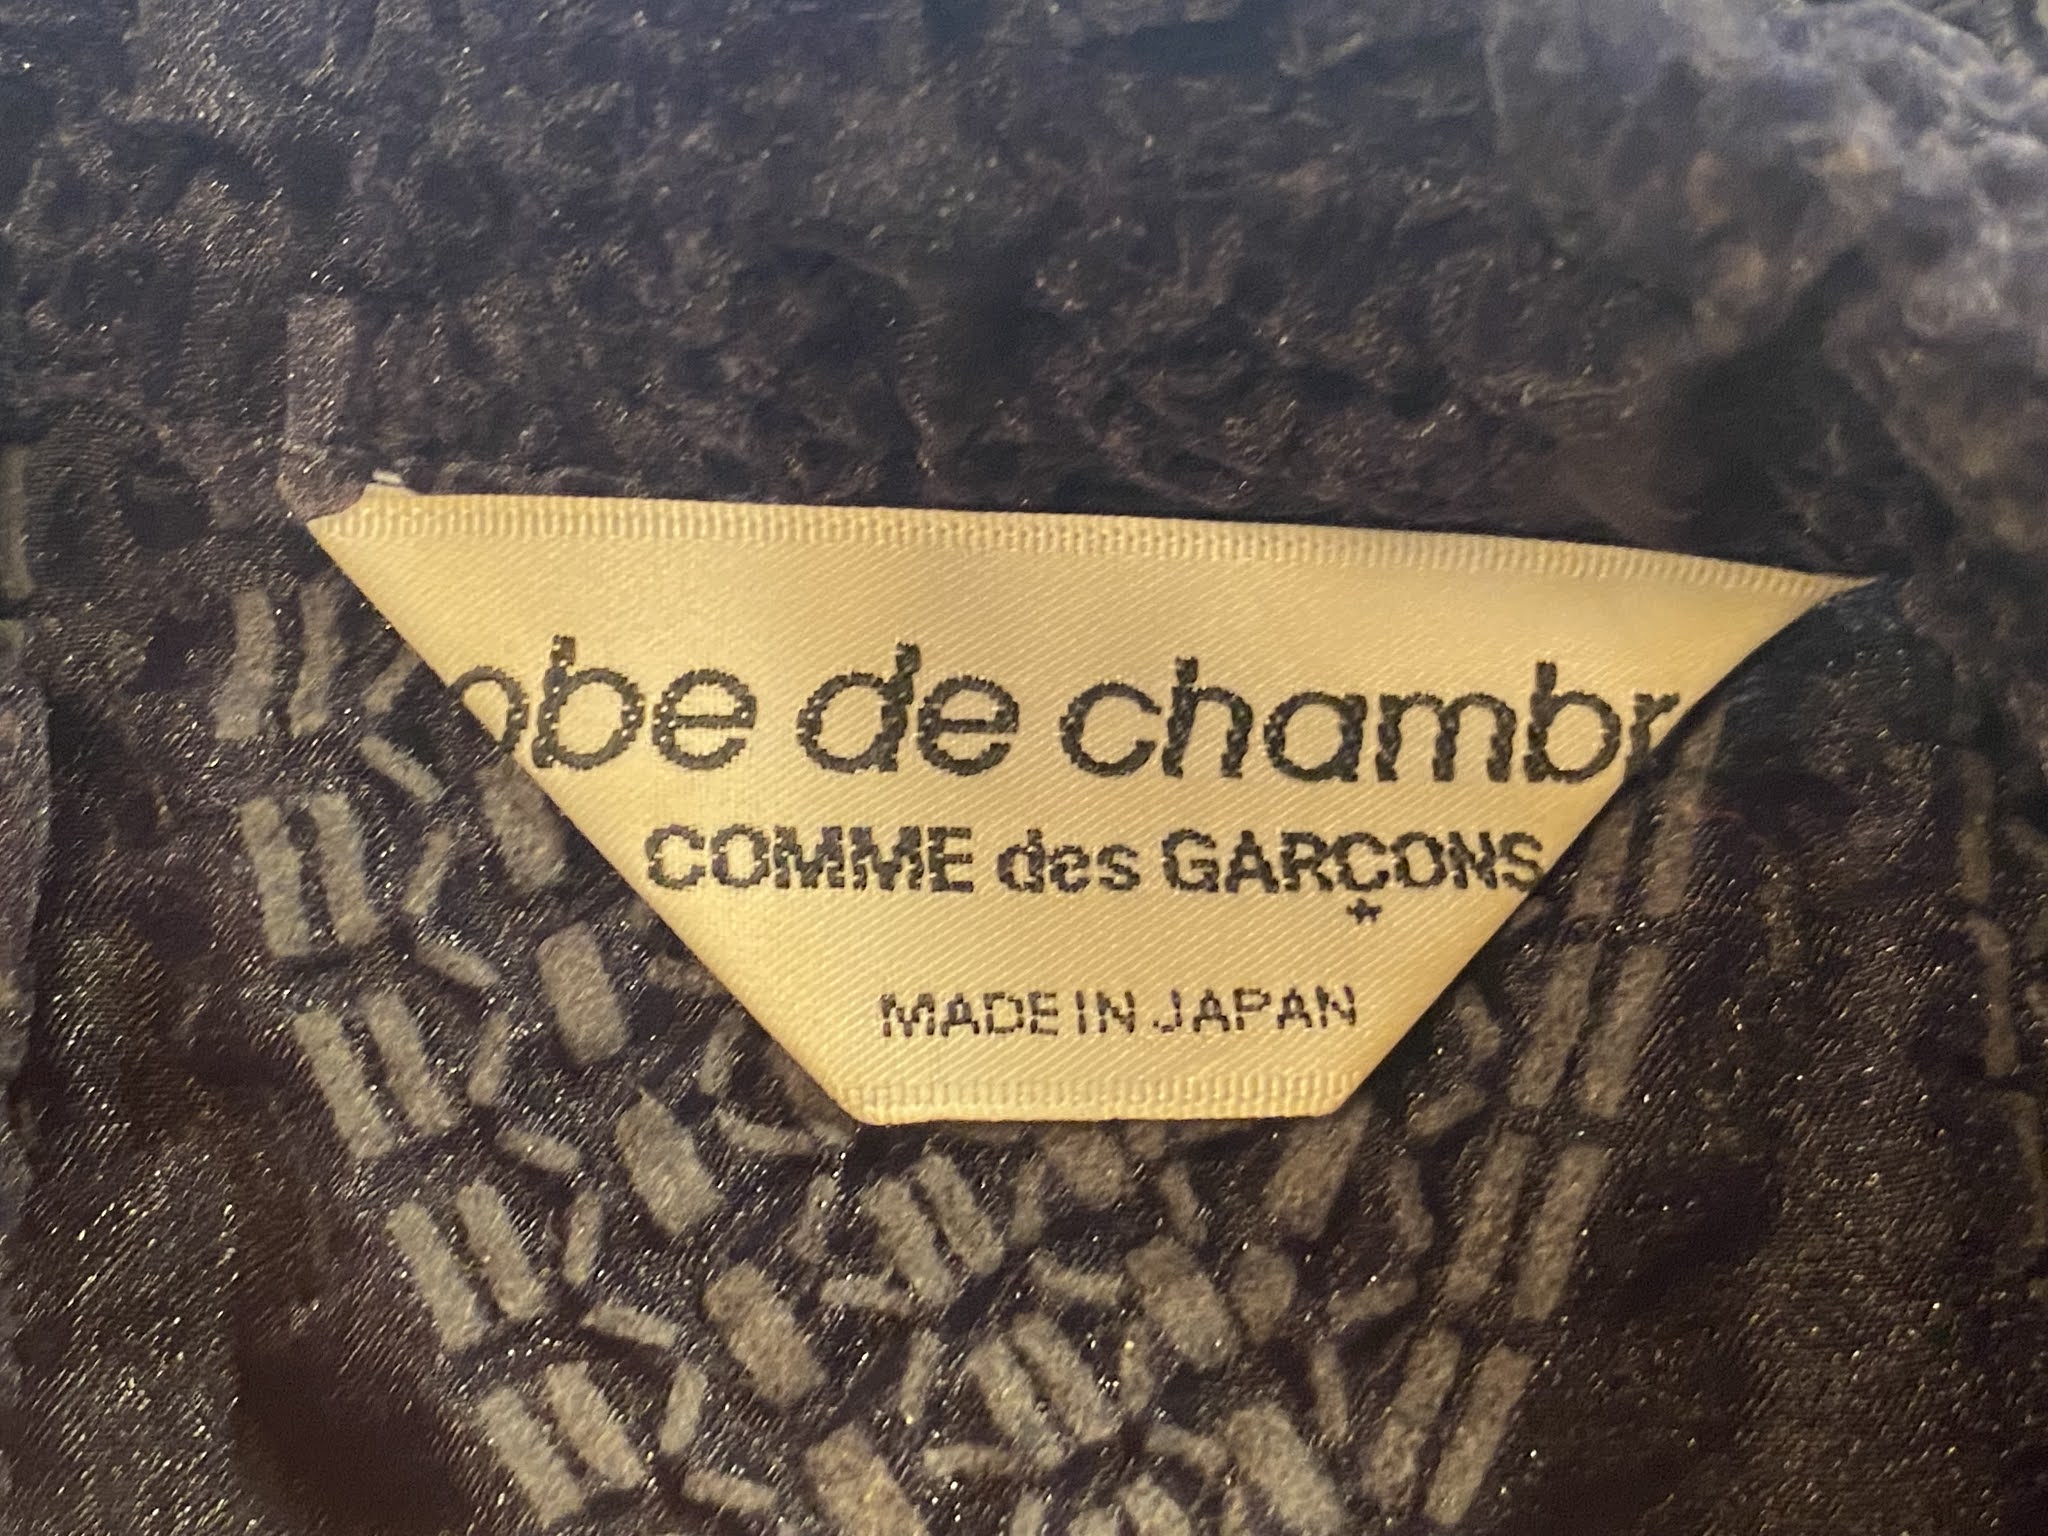 obe de chambr
COMME des GARÇONS
MADE IN JAPAN